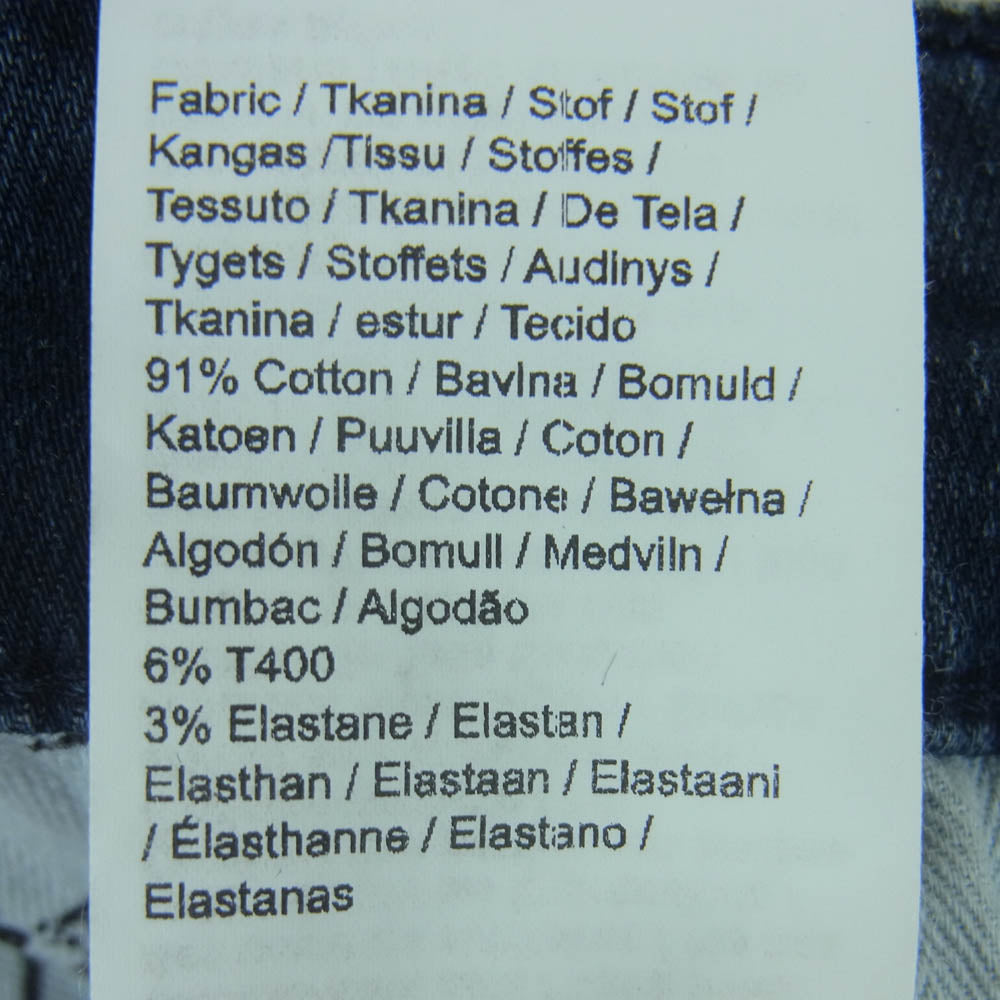 Fabric / Tkanina / Stof / Stof /
Kangas /Tissu / Stoffes /
Tessuto / Tkanina / De Tela /
Tygets / Stoffets / Audinys /
Tkanina / estur / Tecido
91% Cotton / Bavlna / Bomuld /
Katoen / Puuvilla / Coton /
Baumwolle / Cotone / Bawełna /
Algodón / Bomull / Medviln /
Bumbac / Algodão
6% T400
3% Elastane / Elastan /
Elasthan / Elastaan / Elastaani
/ Élasthanne / Elastano /
Elastanas